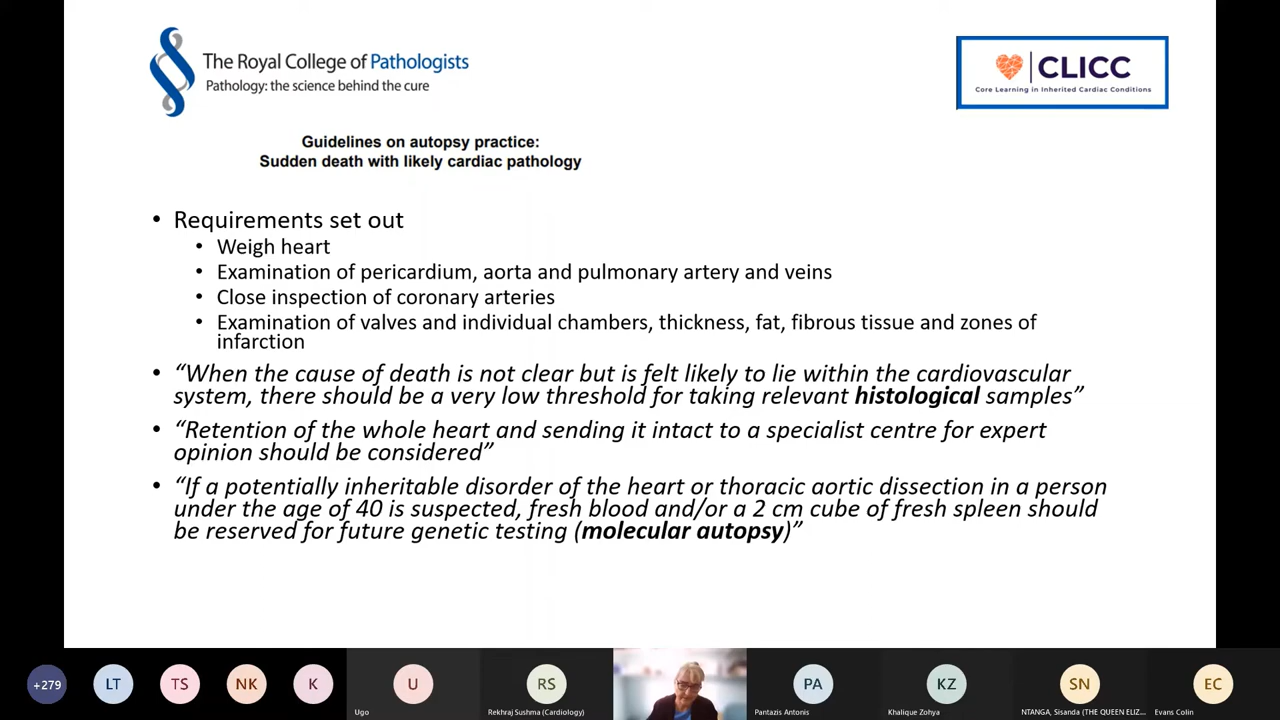 The Royal College of Pathologists
Pathology: the science behind the cure
CLICC
Core Learning in Inherited Cardiac Conditions
Guidelines on autopsy practice:
Sudden death with likely cardiac pathology
• Requirements set out
• Weigh heart
• Examination of pericardium, aorta and pulmonary artery and veins
• Close inspection of coronary arteries
• Examination of valves and individual chambers, thickness, fat, fibrous tissue and zones of
infarction
• “When the cause of death is not clear but is felt likely to lie within the cardiovascular
system, there should be a very low threshold for taking relevant histological samples”
• “Retention of the whole heart and sending it intact to a specialist centre for expert
opinion should be considered”
• “If a potentially inheritable disorder of the heart or thoracic aortic dissection in a person
under the age of 40 is suspected, fresh blood and/or a 2 cm cube of fresh spleen should
be reserved for future genetic testing (molecular autopsy)”
+279 LT TS NK K U RS PA KZ SN EC
Ugo Rekhraj Sushma (Cardiology) Pantazis Antonis Khalique Zohya NTANGA, Sisanda (THE QUEEN ELIZ... Evans Colin